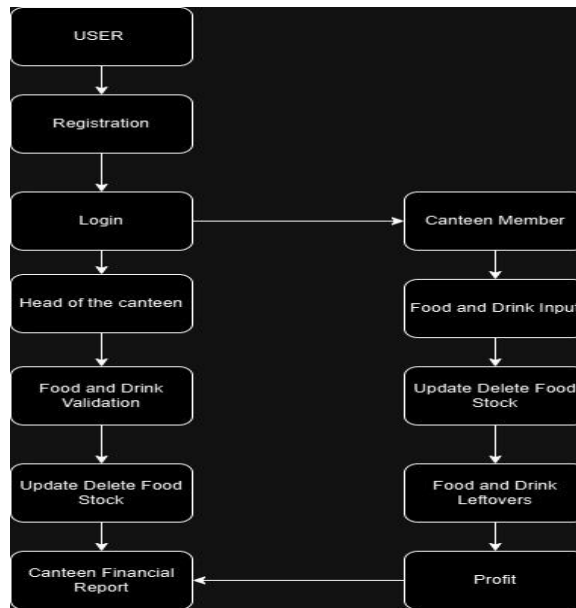 USER
Registration
Login
Canteen Member
Head of the canteen
Food and Drink Input
Food and Drink
Validation
Update Delete Food
Stock
Update Delete Food
Stock
Food and Drink
Leftovers
Canteen Financial
Report
Profit